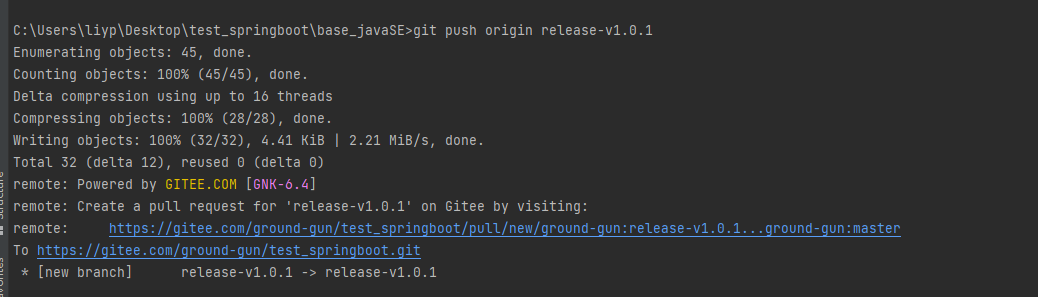 C:\Users\liyp\Desktop\test_springboot\base_javaSE>git push origin release-v1.0.1
Enumerating objects: 45, done.
Counting objects: 100% (45/45), done.
Delta compression using up to 16 threads
Compressing objects: 100% (28/28), done.
Writing objects: 100% (32/32), 4.41 KiB | 2.21 MiB/s, done.
Total 32 (delta 12), reused 0 (delta 0)
remote: Powered by GITEE.COM [GNK-6.4]
remote: Create a pull request for 'release-v1.0.1' on Gitee by visiting:
remote:     https://gitee.com/ground-gun/test_springboot/pull/new/ground-gun:release-v1.0.1...ground-gun:master
To https://gitee.com/ground-gun/test_springboot.git
 * [new branch]      release-v1.0.1 -> release-v1.0.1